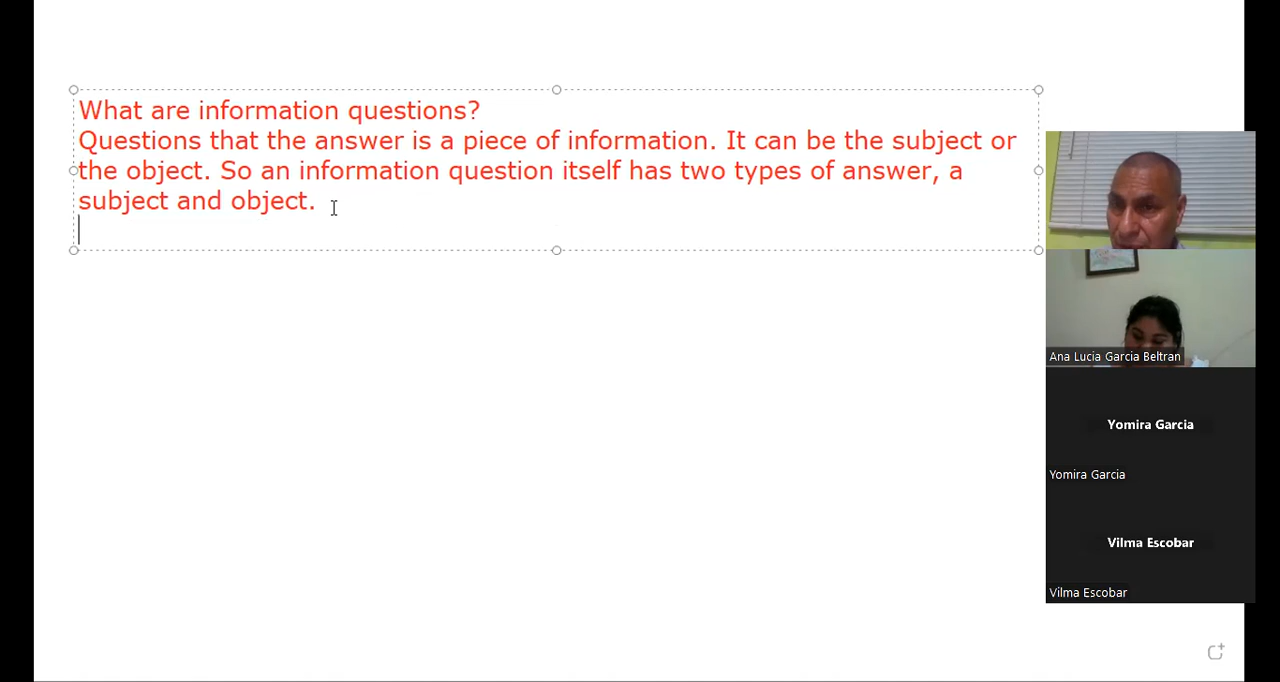 What are information questions?
Questions that the answer is a piece of information. It can be the subject or
the object. So an information question itself has two types of answer, a
subject and object.
Ana Lucia Garcia Beltran
Yomira Garcia
Yomira Garcia
Vilma Escobar
Vilma Escobar